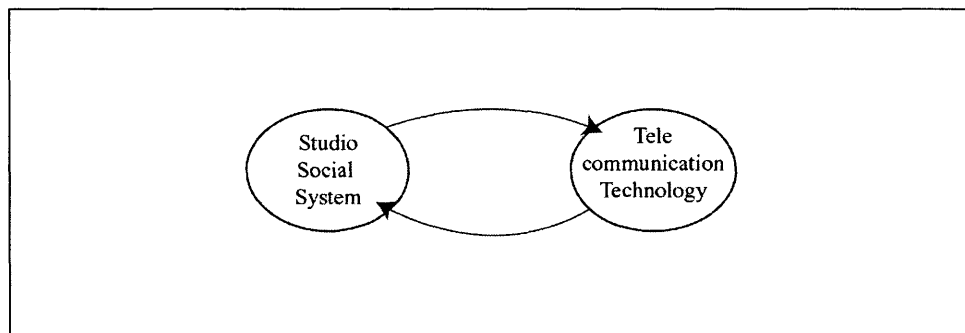 Studio
Social
System
Tele
communication
Technology